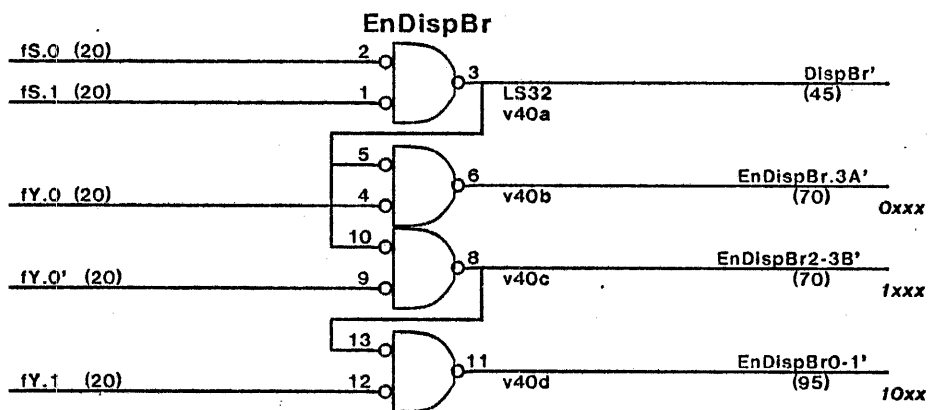 EnDispBr
fS.0 (20) 2
3 DispBr'
fS.1 (20) 1 LS32 (45)
v40a
5
6 EnDispBr.3A'
fY.0 (20) 4 v40b (70) 0xxx
10
8 EnDispBr2-3B'
fY.0' (20) 9 v40c (70) 1xxx
13
11 EnDispBr0-1'
fY.1 (20) 12 v40d (95) 10xx